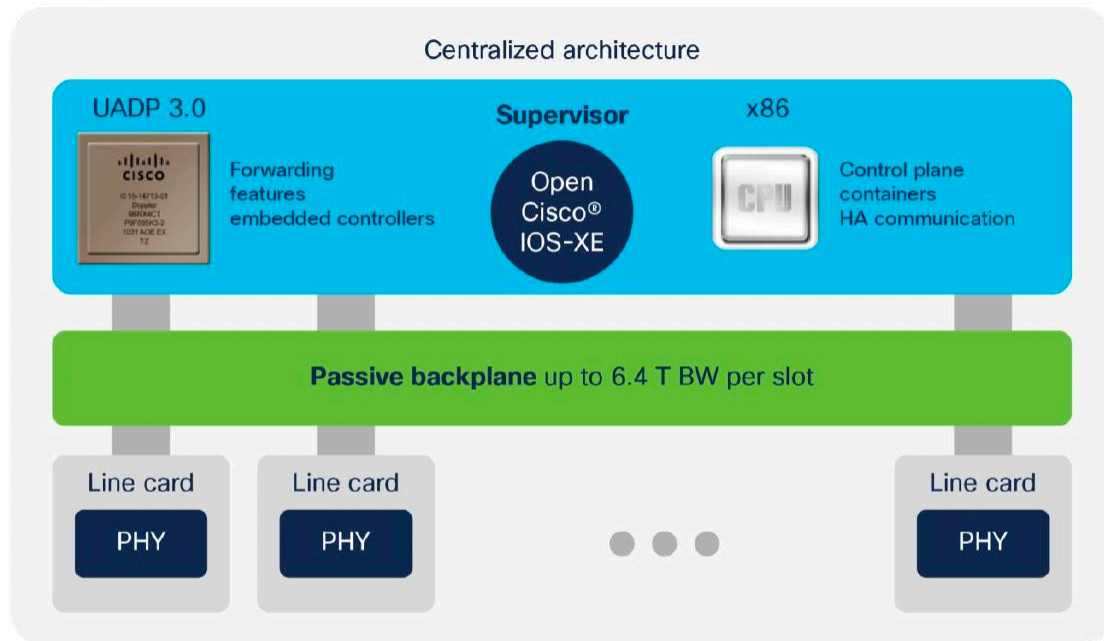 Centralized architecture
UADP 3.0
CISCO
Forwarding
features
embedded controllers
Supervisor
Open
Cisco®
IOS-XE
x86
CPU
Control plane
containers
HA communication
Passive backplane up to 6.4 T BW per slot
Line card
PHY
Line card
PHY
Line card
PHY